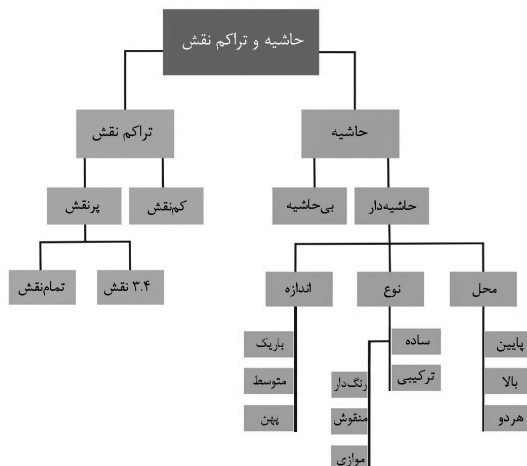 حاشیه و تراکم نقش
حاشیه
تراکم نقش
حاشیه‌دار
بی‌حاشیه
کم‌نقش
پرنقش
محل
نوع
اندازه
۳.۴ نقش
تمام‌نقش
پایین
بالا
هردو
ساده
ترکیبی
رنگ‌دار
منقوش
موازی
باریک
متوسط
پهن